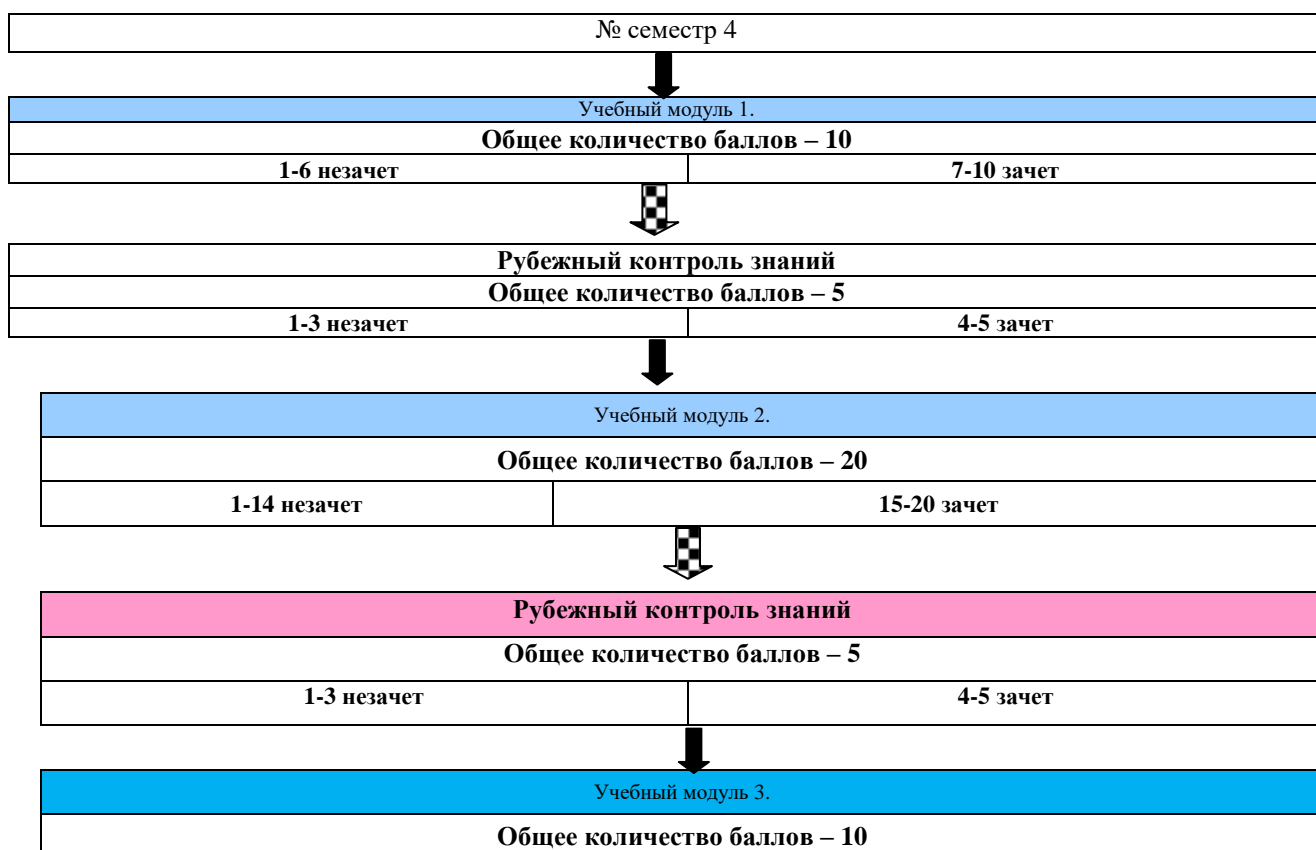 № семестр 4
Учебный модуль 1.
Общее количество баллов – 10
1-6 незачет 7-10 зачет
Рубежный контроль знаний
Общее количество баллов – 5
1-3 незачет 4-5 зачет
Учебный модуль 2.
Общее количество баллов – 20
1-14 незачет 15-20 зачет
Рубежный контроль знаний
Общее количество баллов – 5
1-3 незачет 4-5 зачет
Учебный модуль 3.
Общее количество баллов – 10